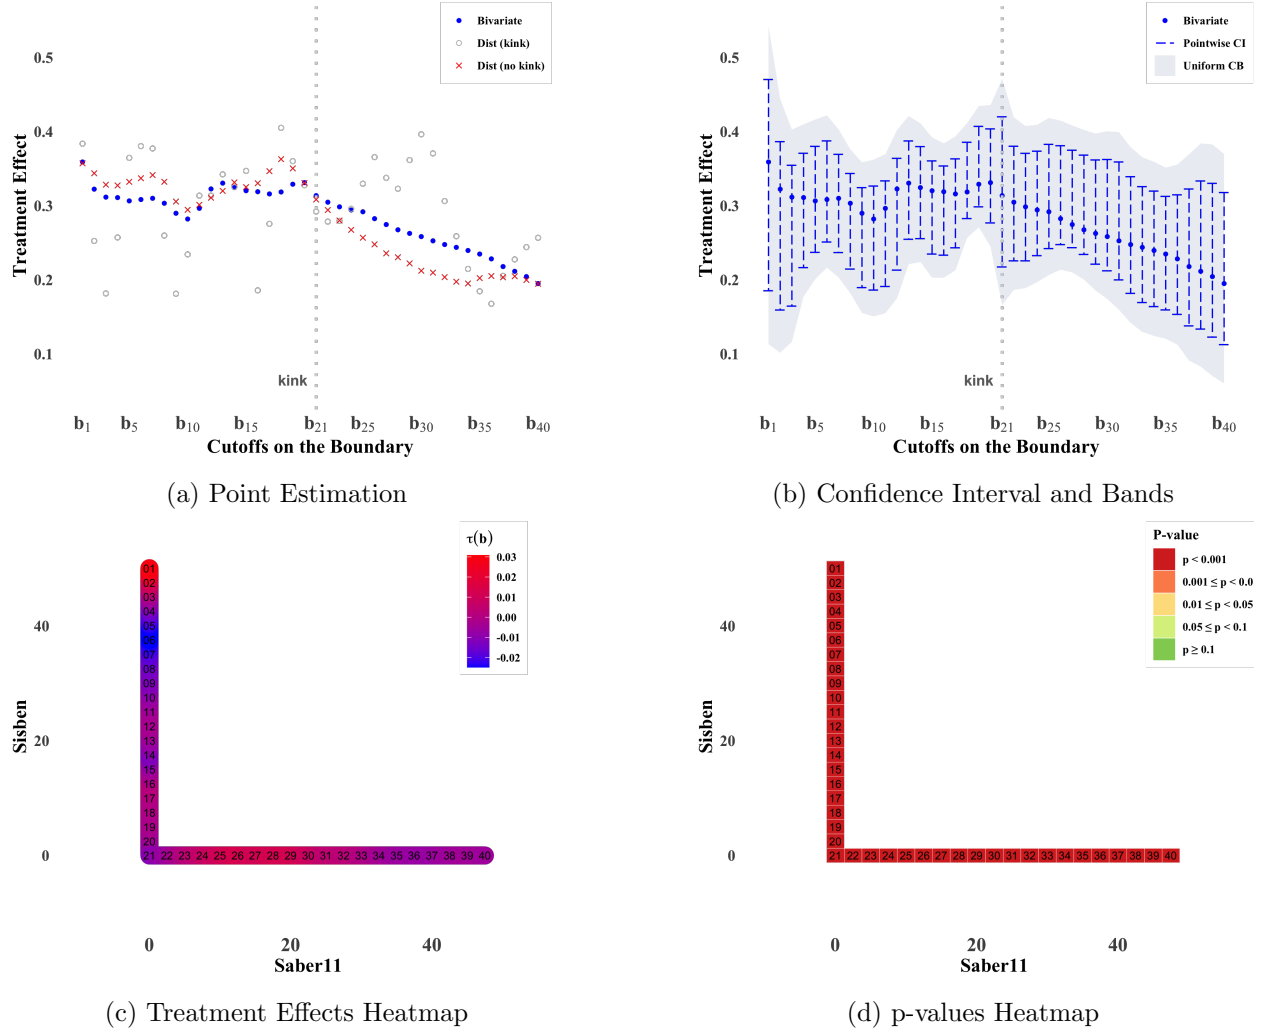 Bivariate
Dist (kink)
Dist (no kink)
0.5
0.4
0.3
0.2
0.1
Treatment Effect
kink
b1 b5 b10 b15 b21 b25 b30 b35 b40
Cutoffs on the Boundary
(a) Point Estimation
Bivariate
Pointwise CI
Uniform CB
0.5
0.4
0.3
0.2
0.1
Treatment Effect
kink
b1 b5 b10 b15 b21 b25 b30 b35 b40
Cutoffs on the Boundary
(b) Confidence Interval and Bands
τ(b)
0.03
0.02
0.01
0.00
-0.01
-0.02
40
20
0
Sisben
01
02
03
04
05
06
07
08
09
10
11
12
13
14
15
16
17
18
19
20
21 22 23 24 25 26 27 28 29 30 31 32 33 34 35 36 37 38 39 40
0 20 40
Saber11
(c) Treatment Effects Heatmap
P-value
p < 0.001
0.001 ≤ p < 0.0
0.01 ≤ p < 0.05
0.05 ≤ p < 0.1
p ≥ 0.1
40
20
0
Sisben
01
02
03
04
05
06
07
08
09
10
11
12
13
14
15
16
17
18
19
20
21 22 23 24 25 26 27 28 29 30 31 32 33 34 35 36 37 38 39 40
0 20 40
Saber11
(d) p-values Heatmap